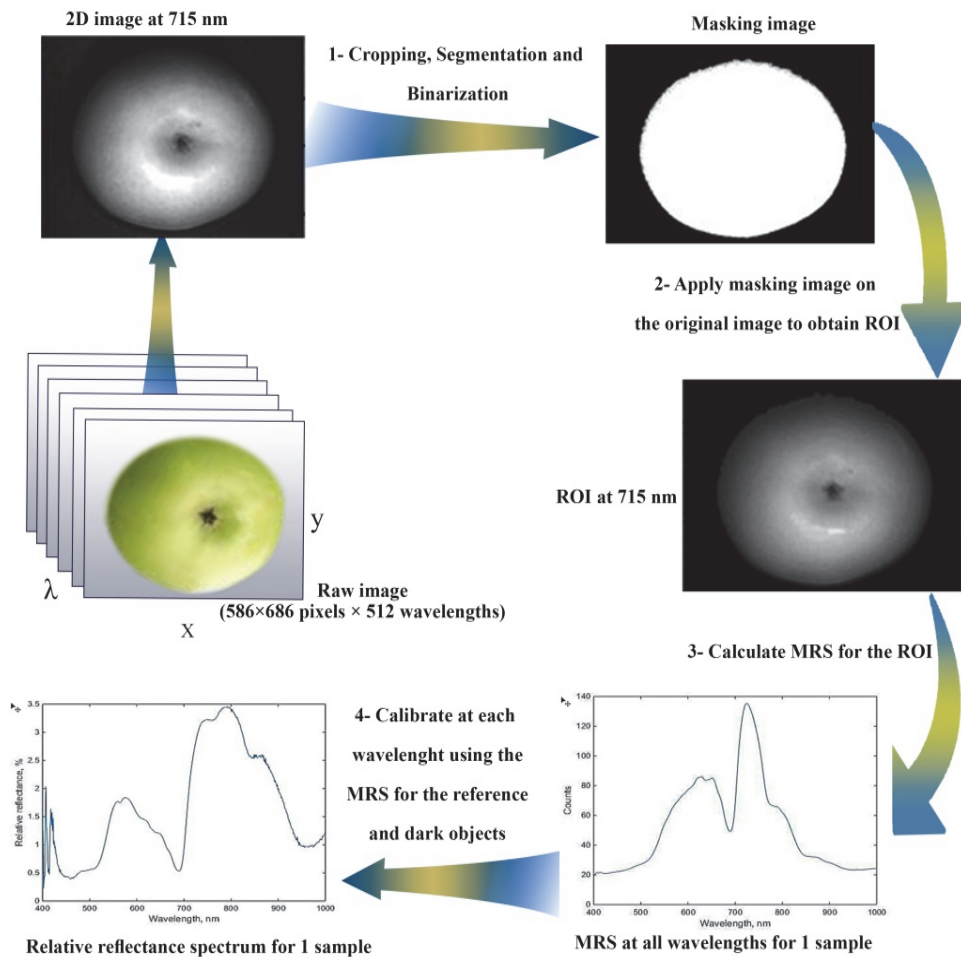 2D image at 715 nm
1- Cropping, Segmentation and
Binarization
Masking image
2- Apply masking image on
the original image to obtain ROI
ROI at 715 nm
y
λ
x
Raw image
(586×686 pixels × 512 wavelengths)
3- Calculate MRS for the ROI
4- Calibrate at each
wavelenght using the
MRS for the reference
and dark objects
Relative reflectance, %
3.5
3
2.5
2
1.5
1
0.5
0
400 500 600 700 800 900 1000
Wavelength, nm
Relative reflectance spectrum for 1 sample
Counts
140
120
100
80
60
40
20
0
400 500 600 700 800 900 1000
Wavelength, nm
MRS at all wavelengths for 1 sample